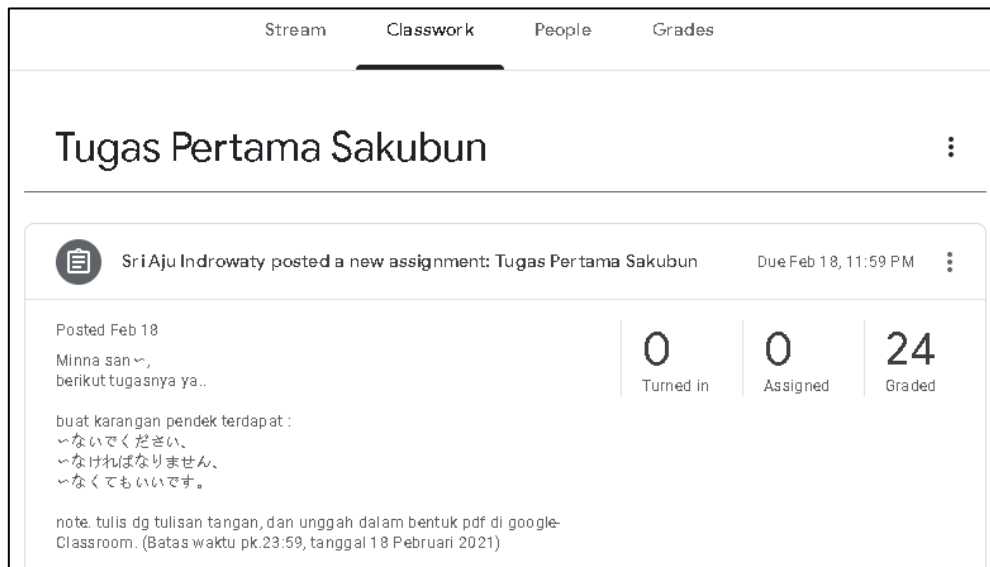 Stream Classwork People Grades
Tugas Pertama Sakubun
Sri Aju Indrowaty posted a new assignment: Tugas Pertama Sakubun Due Feb 18, 11:59 PM
Posted Feb 18
Minna san~,
berikut tugasnya ya..
0 Turned in
0 Assigned
24 Graded
buat karangan pendek terdapat :
~ないでください、
~なければなりません、
~なくてもいいです。
note. tulis dg tulisan tangan, dan unggah dalam bentuk pdf di google
Classroom. (Batas waktu pk.23:59, tanggal 18 Pebruari 2021)